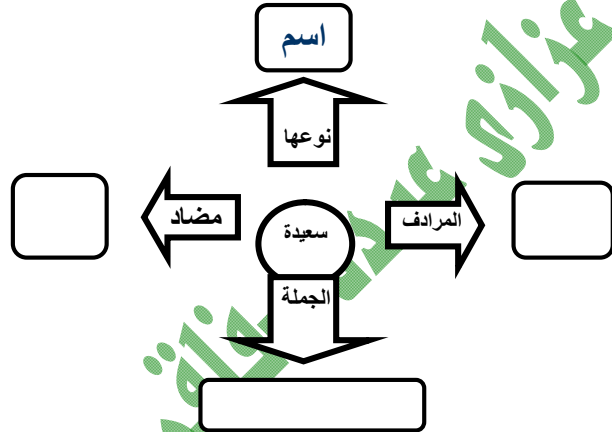 اسم
نوعها
المرادف
سعيدة
مضاد
الجملة